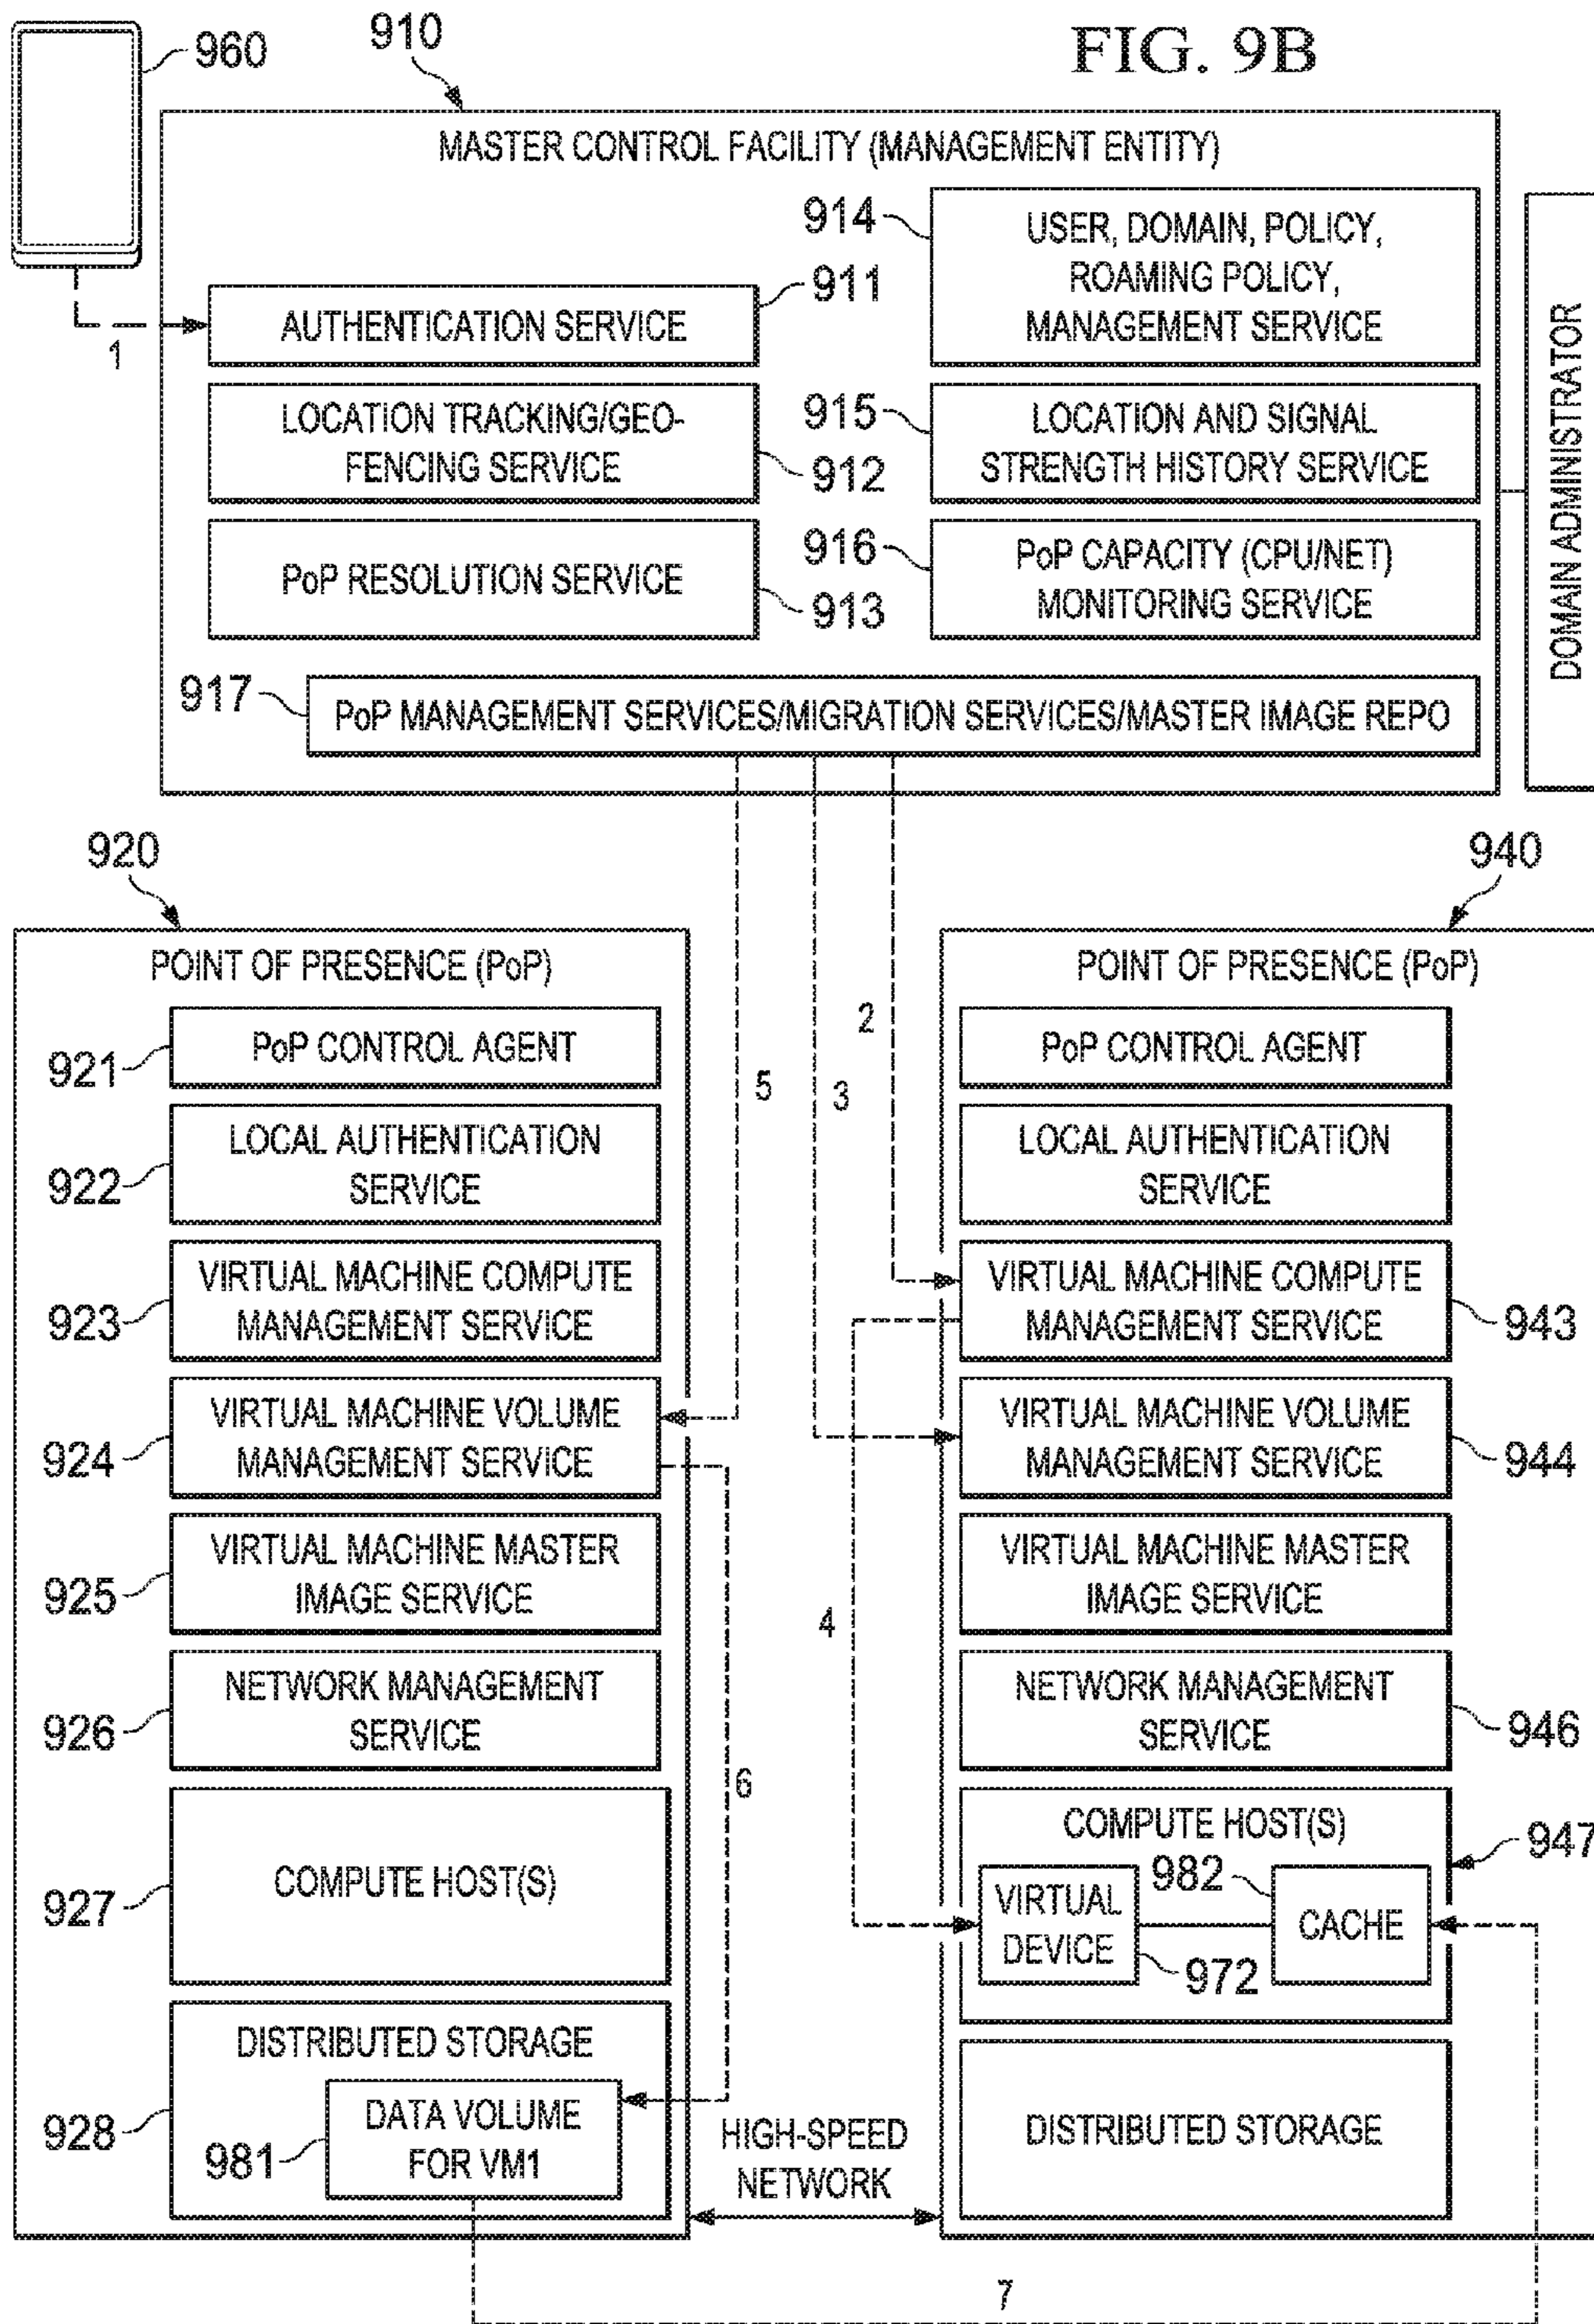 FIG. 9B
960
910
MASTER CONTROL FACILITY (MANAGEMENT ENTITY)
914
USER, DOMAIN, POLICY,
ROAMING POLICY,
MANAGEMENT SERVICE
1
AUTHENTICATION SERVICE
911
LOCATION TRACKING/GEO-
FENCING SERVICE
912
915
LOCATION AND SIGNAL
STRENGTH HISTORY SERVICE
PoP RESOLUTION SERVICE
913
916
PoP CAPACITY (CPU/NET)
MONITORING SERVICE
917
PoP MANAGEMENT SERVICES/MIGRATION SERVICES/MASTER IMAGE REPO
DOMAIN ADMINISTRATOR
920
POINT OF PRESENCE (PoP)
921
PoP CONTROL AGENT
922
LOCAL AUTHENTICATION
SERVICE
923
VIRTUAL MACHINE COMPUTE
MANAGEMENT SERVICE
924
VIRTUAL MACHINE VOLUME
MANAGEMENT SERVICE
925
VIRTUAL MACHINE MASTER
IMAGE SERVICE
926
NETWORK MANAGEMENT
SERVICE
927
COMPUTE HOST(S)
928
DISTRIBUTED STORAGE
981
DATA VOLUME
FOR VM1
5
3
2
4
6
HIGH-SPEED
NETWORK
7
940
POINT OF PRESENCE (PoP)
PoP CONTROL AGENT
LOCAL AUTHENTICATION
SERVICE
VIRTUAL MACHINE COMPUTE
MANAGEMENT SERVICE
943
VIRTUAL MACHINE VOLUME
MANAGEMENT SERVICE
944
VIRTUAL MACHINE MASTER
IMAGE SERVICE
NETWORK MANAGEMENT
SERVICE
946
COMPUTE HOST(S)
947
982
VIRTUAL
DEVICE
972
CACHE
DISTRIBUTED STORAGE